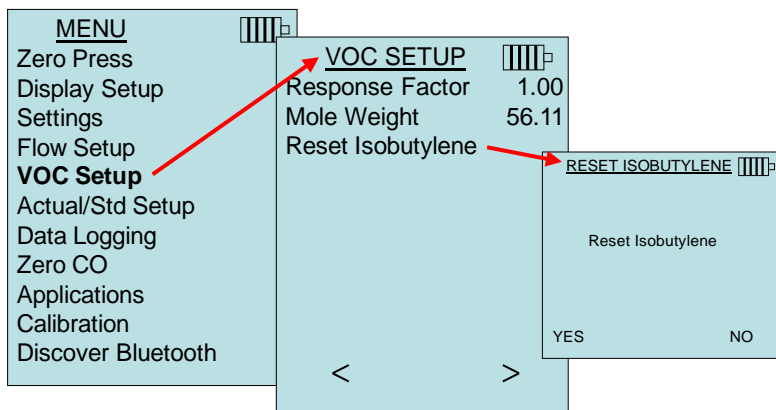 MENU
Zero Press
Display Setup
Settings
Flow Setup
VOC Setup
Actual/Std Setup
Data Logging
Zero CO
Applications
Calibration
Discover Bluetooth
VOC SETUP
Response Factor 1.00
Mole Weight 56.11
Reset Isobutylene
< >
RESET ISOBUTYLENE
Reset Isobutylene
YES NO